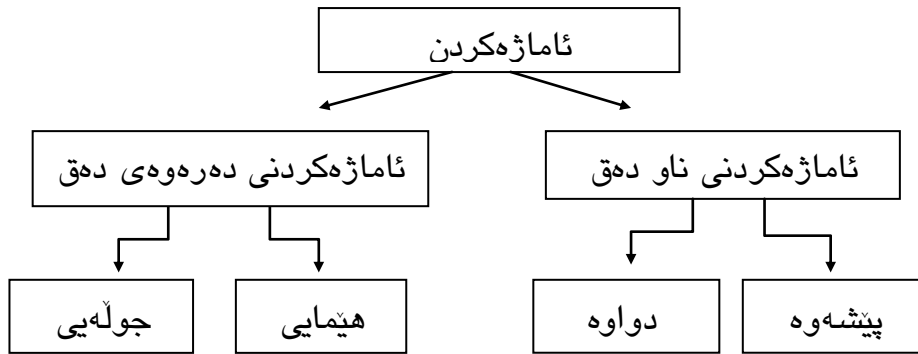 ئاماژەکردن
ئاماژەکردنی ناو دەق
ئاماژەکردنی دەرەوەی دەق
پێشەوە
دواوە
هێمایی
جوڵەیی